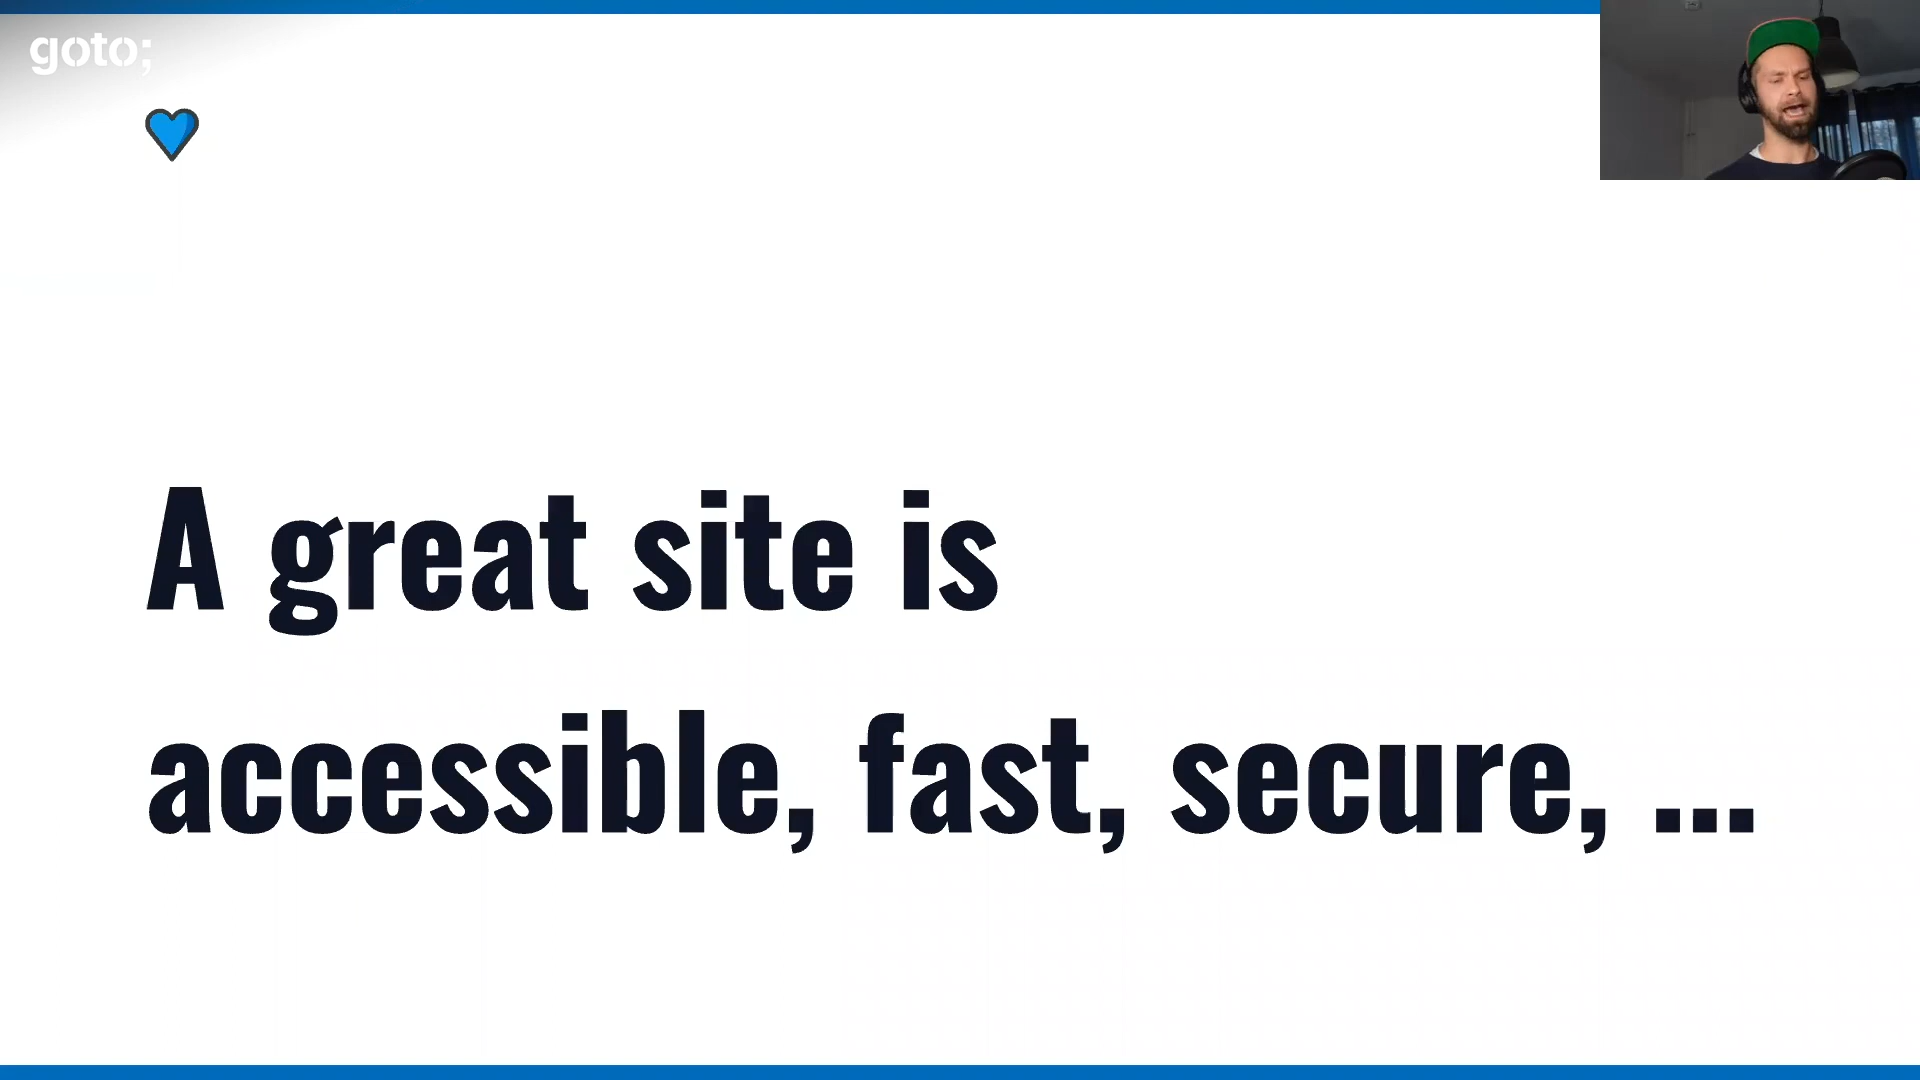 goto;
A great site is
accessible, fast, secure, ...